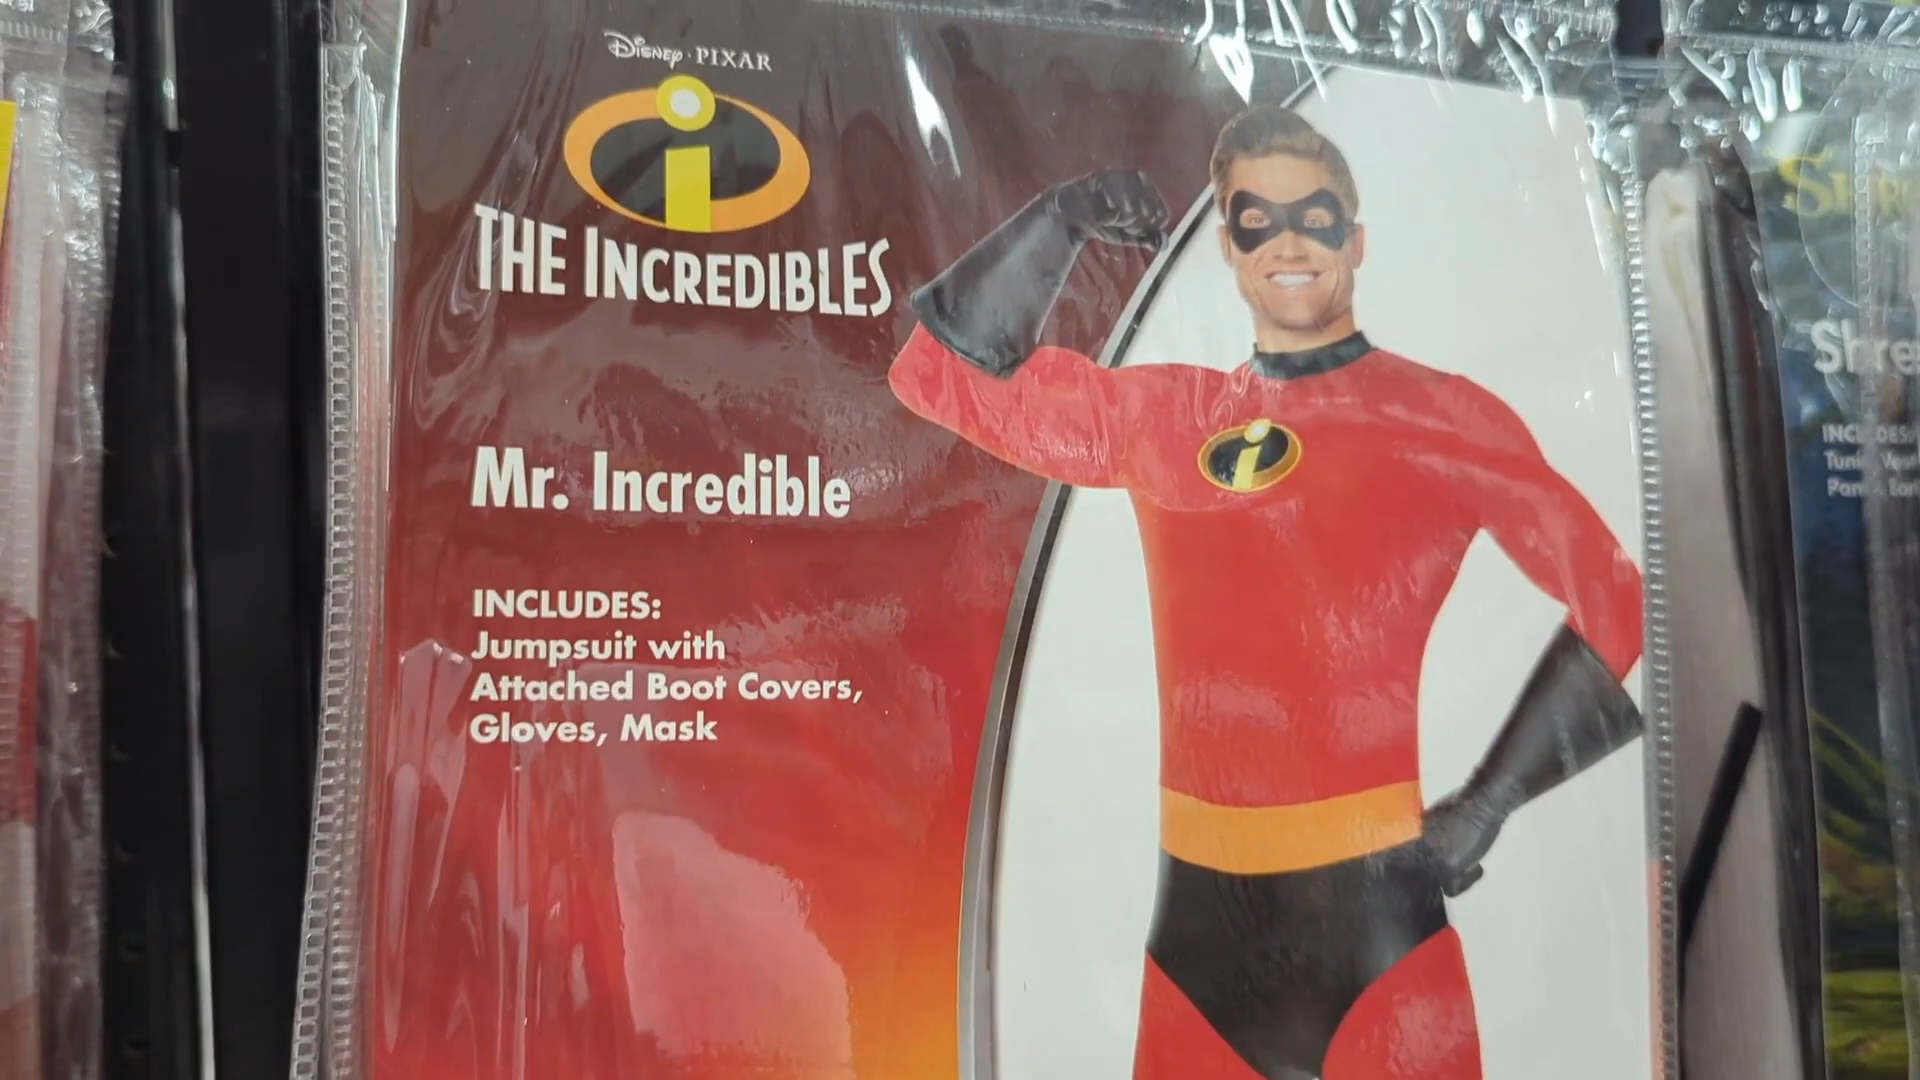 Disney · PIXAR
THE INCREDIBLES
Mr. Incredible
INCLUDES:
Jumpsuit with
Attached Boot Covers,
Gloves, Mask